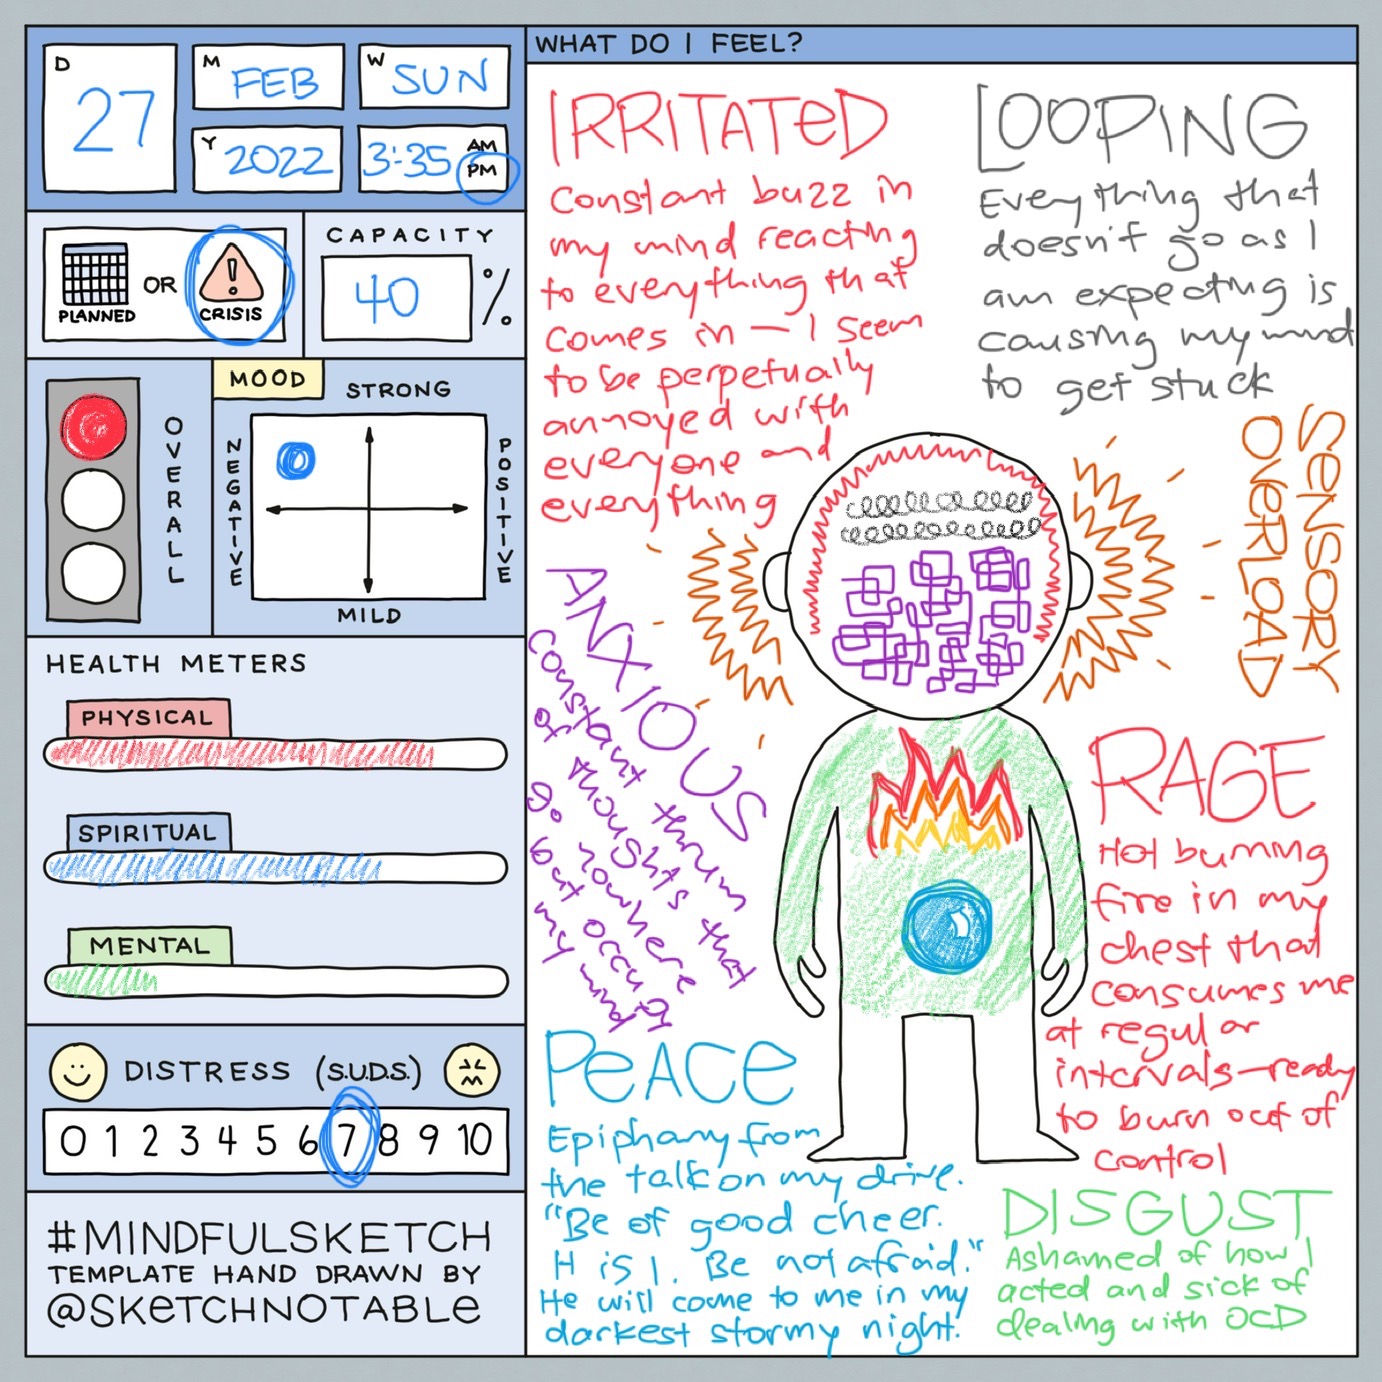 D
27
M
FEB
W
SUN
Y
2022
3:35
AM
PM
PLANNED
OR
CRISIS
CAPACITY
40 %
OVERALL
MOOD
STRONG
NEGATIVE
POSITIVE
MILD
HEALTH METERS
PHYSICAL
SPIRITUAL
MENTAL
DISTRESS (S.U.D.S.)
0 1 2 3 4 5 6 7 8 9 10
#MINDFULSKETCH
TEMPLATE HAND DRAWN BY
@SKETCHNOTABLE
WHAT DO I FEEL?
IRRITATED
Constant buzz in
my mind reacting
to everything that
comes in — I seem
to be perpetually
annoyed with
everyone and
everything
LOOPING
Everything that
doesn't go as I
am expecting is
causing my mind
to get stuck
SENSORY
OVERLOAD
ANXIOUS
Constant thrum
of thoughts that
go nowhere
but occupy
my mind
RAGE
Hot burning
fire in my
chest that
consumes me
at regular
intervals—ready
to burn out of
control
PEACE
Epiphany from
the talk on my drive.
"Be of good cheer.
It is I. Be not afraid."
He will come to me in my
darkest stormy night.
DISGUST
Ashamed of how I
acted and sick of
dealing with OCD